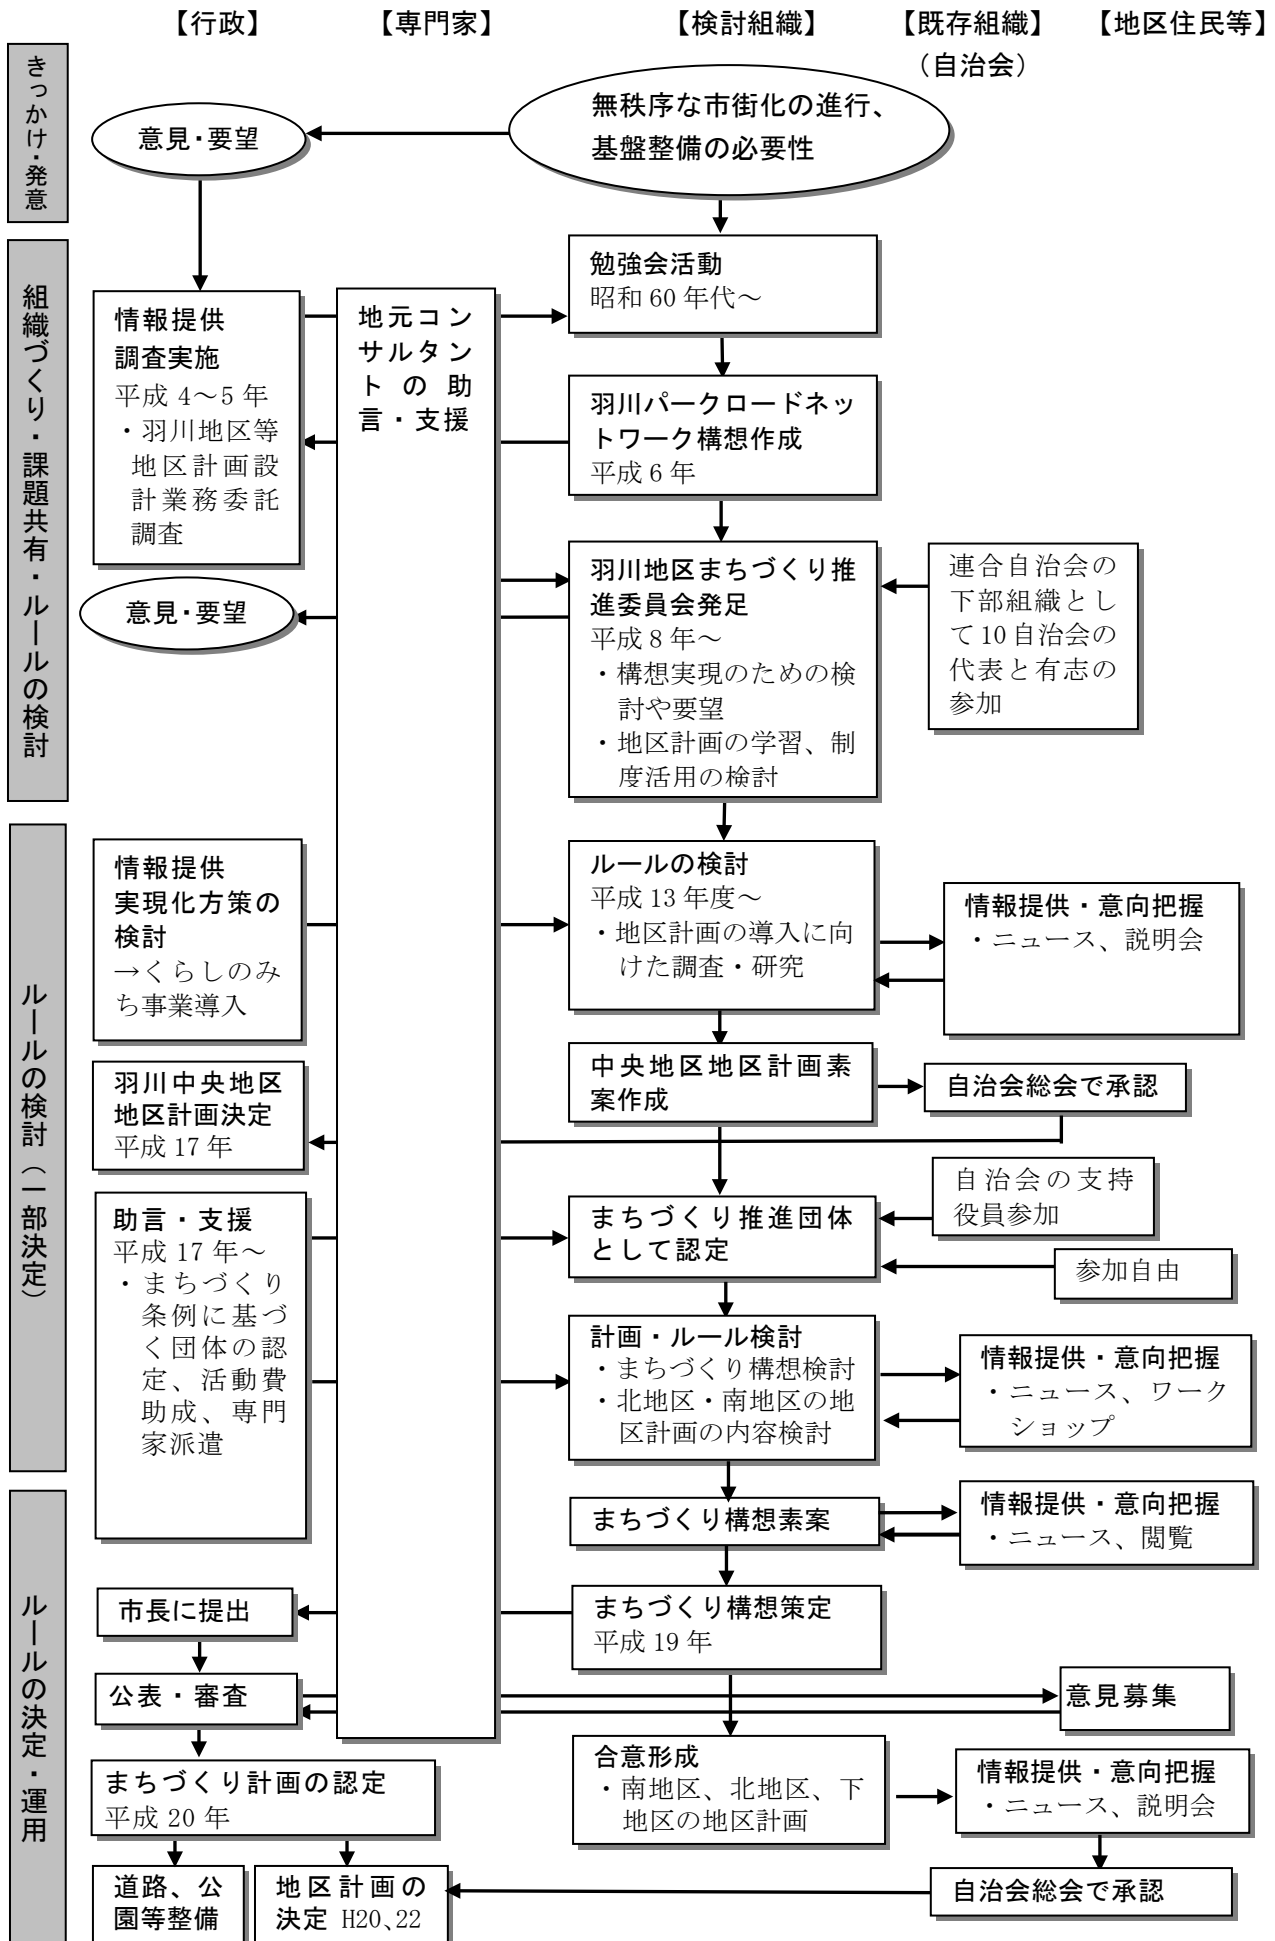 【行政】
【専門家】
【検討組織】
【既存組織】
（自治会）
【地区住民等】
きっかけ・発意
無秩序な市街化の進行、
基盤整備の必要性
意見・要望
組織づくり・課題共有・ルールの検討
勉強会活動
昭和 60 年代～
情報提供
調査実施
平成 4～5 年
・羽川地区等
地区計画設
計業務委託
調査
地元コン
サルタン
トの助
言・支援
羽川パークロードネッ
トワーク構想作成
平成 6 年
羽川地区まちづくり推
進委員会発足
平成 8 年～
・構想実現のための検
討や要望
・地区計画の学習、制
度活用の検討
連合自治会の
下部組織とし
て 10 自治会の
代表と有志の
参加
意見・要望
ルールの検討（一部決定）
情報提供
実現化方策の
検討
→くらしのみ
ち事業導入
ルールの検討
平成 13 年度～
・地区計画の導入に向
けた調査・研究
情報提供・意向把握
・ニュース、説明会
中央地区地区計画素
案作成
自治会総会で承認
羽川中央地区
地区計画決定
平成 17 年
助言・支援
平成 17 年～
・まちづくり
条例に基づ
く団体の認
定、活動費
助成、専門
家派遣
まちづくり推進団体
として認定
自治会の支持
役員参加
参加自由
計画・ルール検討
・まちづくり構想検討
・北地区・南地区の地
区計画の内容検討
情報提供・意向把握
・ニュース、ワーク
ショップ
ルールの決定・運用
まちづくり構想素案
情報提供・意向把握
・ニュース、閲覧
市長に提出
まちづくり構想策定
平成 19 年
公表・審査
意見募集
合意形成
・南地区、北地区、下
地区の地区計画
情報提供・意向把握
・ニュース、説明会
まちづくり計画の認定
平成 20 年
道路、公
園等整備
地区計画の
決定 H20、22
自治会総会で承認